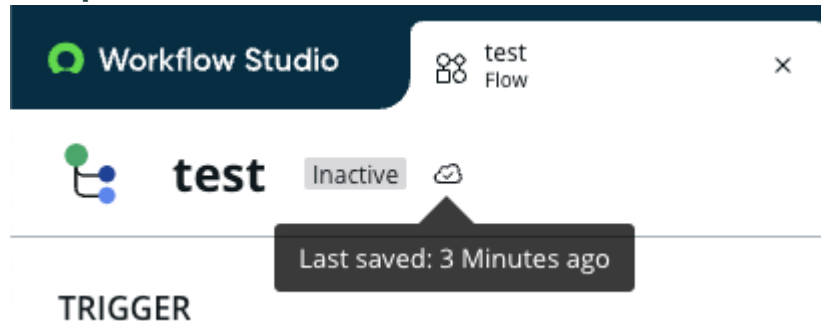 Workflow Studio
test
Flow
test
Inactive
Last saved: 3 Minutes ago
TRIGGER